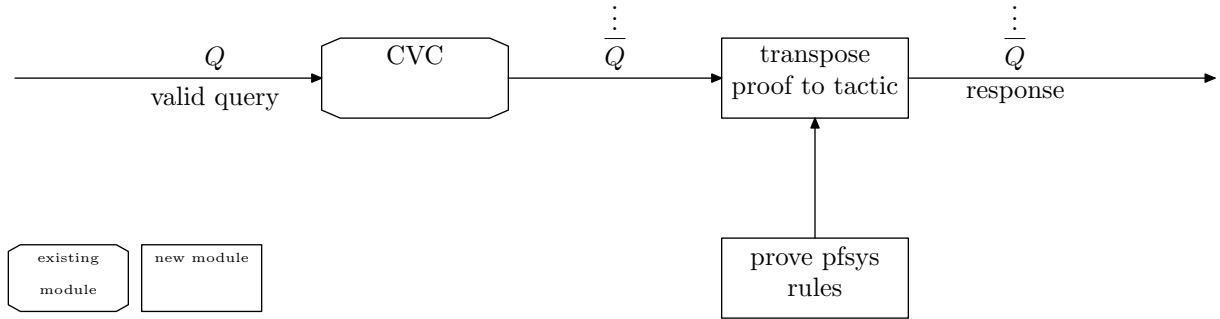 Q
valid query
CVC
⋮
Q
transpose
proof to tactic
⋮
Q
response
prove pfsys
rules
existing
module
new module